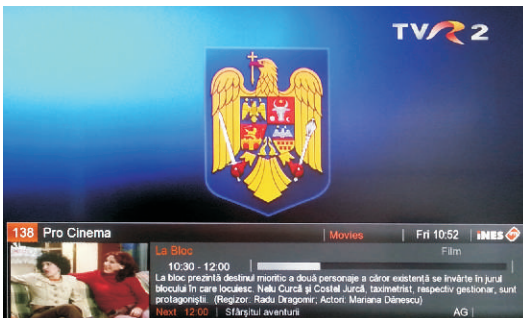 TVR 2
138 Pro Cinema Movies Fri 10:52 iNES
La Bloc Film
10:30 - 12:00
La bloc prezintă destinul mioritic a două personaje a căror existență se învârte în jurul
blocului în care locuiesc. Nelu Curcă și Costel Jurcă, taximetrist, respectiv gestionar, sunt
protagoniștii. (Regizor: Radu Dragomir; Actori: Mariana Dănescu)
Next 12:00 Sfârșitul aventurii AG